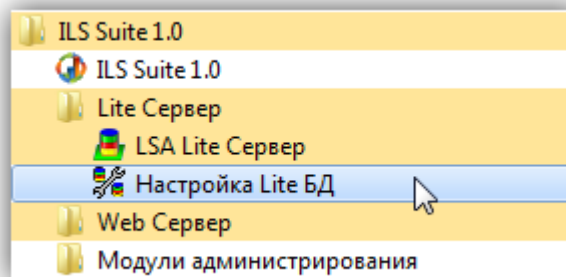 ILS Suite 1.0
ILS Suite 1.0
Lite Сервер
LSA Lite Сервер
Настройка Lite БД
Web Сервер
Модули администрирования